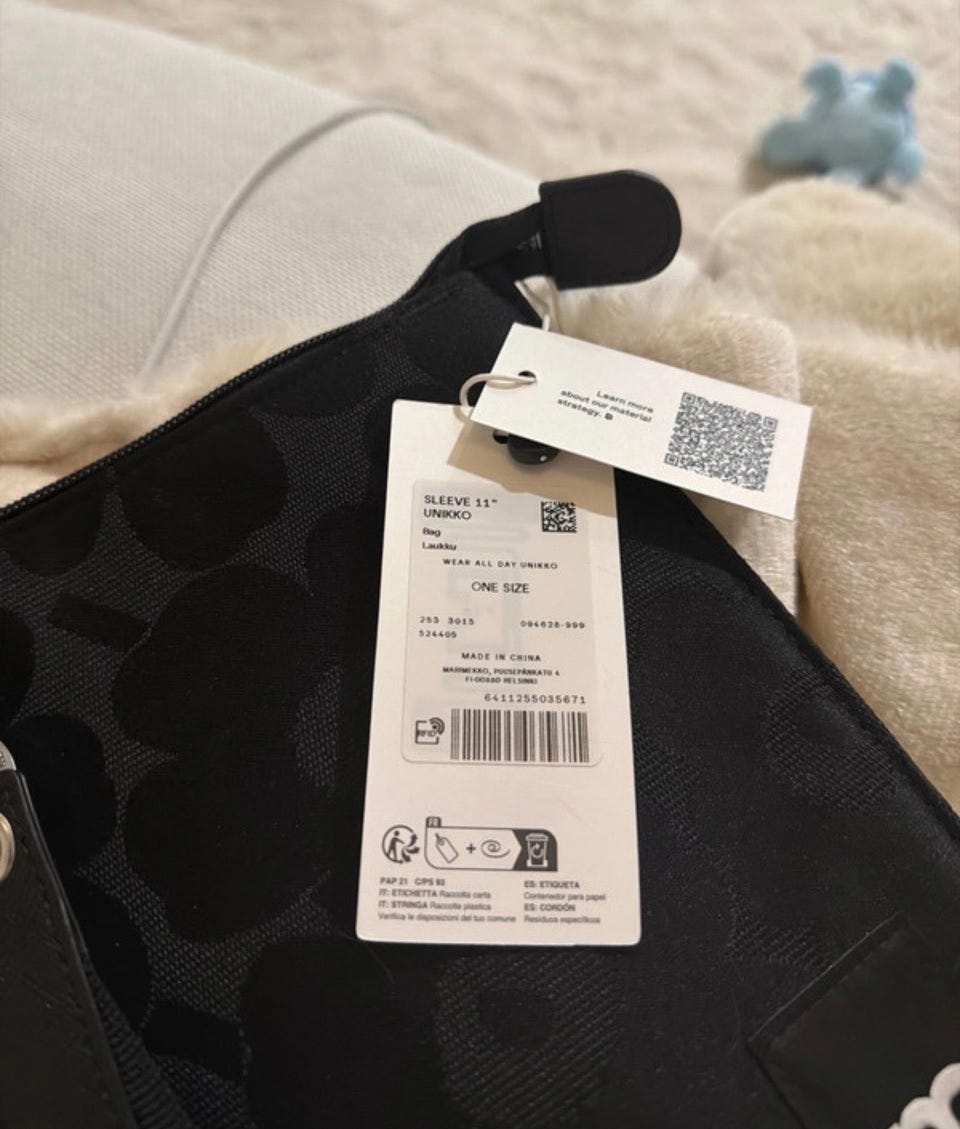 Learn more
about our material
strategy.
SLEEVE 11"
UNIKKO
Bag
Laukku
WEAR ALL DAY UNIKKO
ONE SIZE
253 3015 094628-999
524405
MADE IN CHINA
MARIMEKKO, PUUSEPÄNKATU 4
FI-00880 HELSINKI
6411255035671
RFID
FR
+
PAP 21 C/PS 93
IT: ETICHETTA Raccolta carta
IT: STRINGA Raccolta plastica
Verifica le disposizioni del tuo comune
ES: ETIQUETA
Contenedor para papel
ES: CORDÓN
Residuos específicos